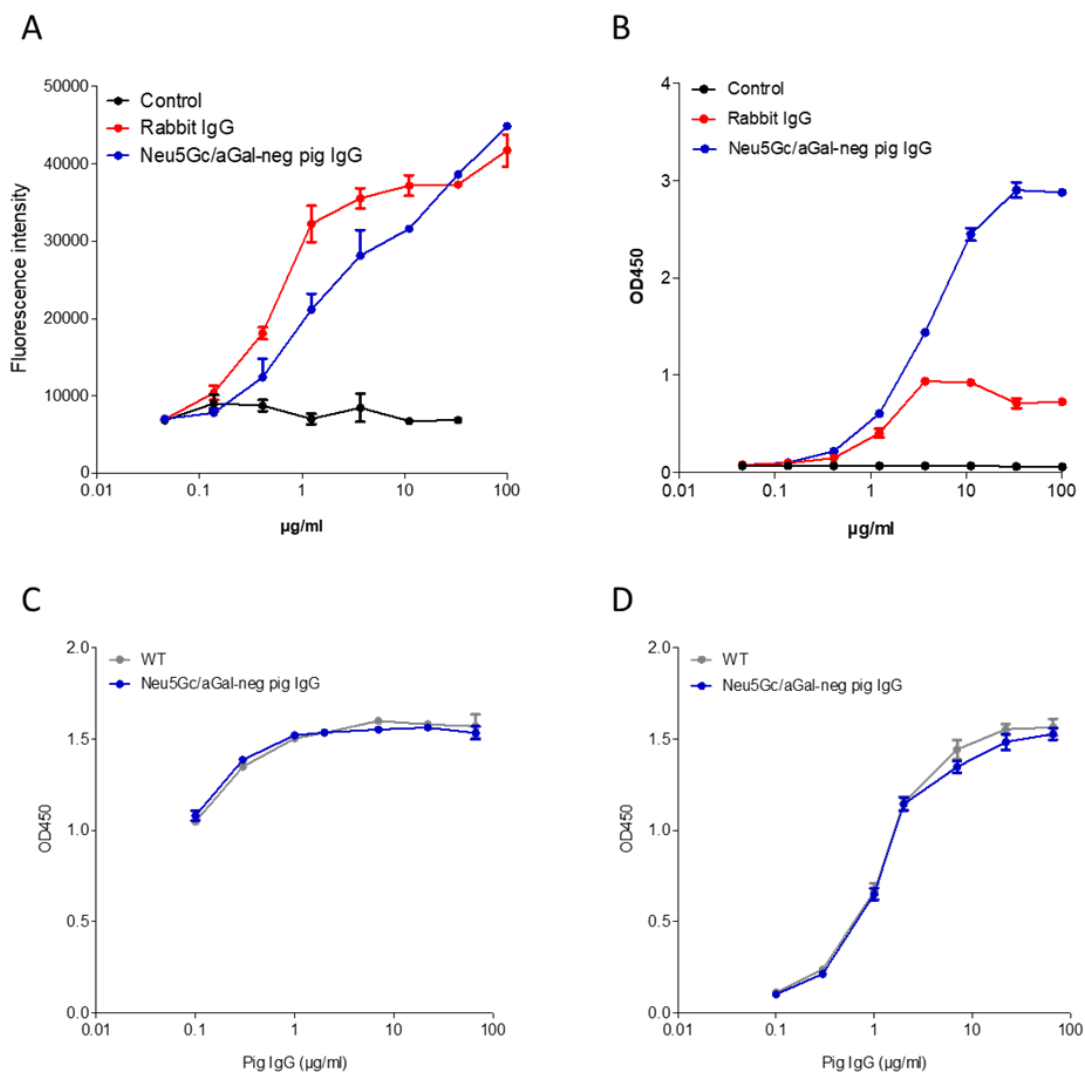 A
50000
40000
30000
20000
10000
0
Fluorescence intensity
Control
Rabbit IgG
Neu5Gc/aGal-neg pig IgG
0.01
0.1
1
10
100
µg/ml
B
4
3
2
1
0
OD450
Control
Rabbit IgG
Neu5Gc/aGal-neg pig IgG
0.01
0.1
1
10
100
µg/ml
C
2.0
1.5
1.0
0.5
0.0
OD450
WT
Neu5Gc/aGal-neg pig IgG
0.01
0.1
1
10
100
Pig IgG (µg/ml)
D
2.0
1.5
1.0
0.5
0.0
OD450
WT
Neu5Gc/aGal-neg pig IgG
0.01
0.1
1
10
100
Pig IgG (µg/ml)